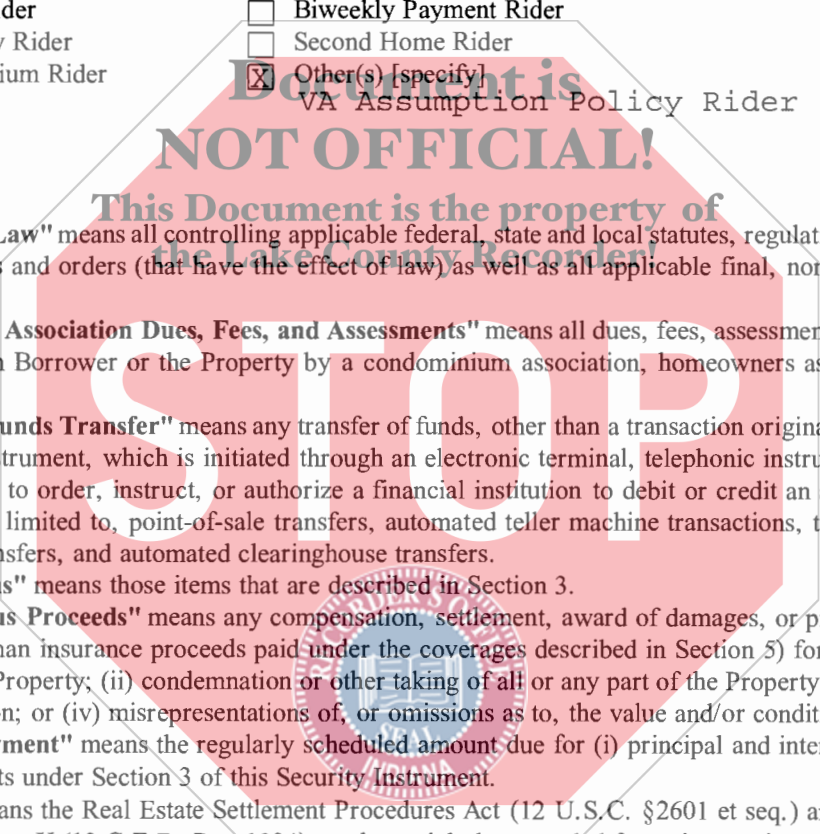 der Biweekly Payment Rider
y Rider Second Home Rider
ium Rider X Other(s) [specify]
VA Assumption Policy Rider
Document is
NOT OFFICIAL!
This Document is the property of
the Lake County Recorder!
Law" means all controlling applicable federal, state and local statutes, regulat
s and orders (that have the effect of law) as well as all applicable final, non
Association Dues, Fees, and Assessments" means all dues, fees, assessmen
n Borrower or the Property by a condominium association, homeowners as
unds Transfer" means any transfer of funds, other than a transaction origina
strument, which is initiated through an electronic terminal, telephonic instru
to order, instruct, or authorize a financial institution to debit or credit an
limited to, point-of-sale transfers, automated teller machine transactions, t
nsfers, and automated clearinghouse transfers.
STOP
s" means those items that are described in Section 3.
us Proceeds" means any compensation, settlement, award of damages, or p
han insurance proceeds paid under the coverages described in Section 5) for
Property; (ii) condemnation or other taking of all or any part of the Property
n; or (iv) misrepresentations of, or omissions as to, the value and/or condit
yment" means the regularly scheduled amount due for (i) principal and inter
ts under Section 3 of this Security Instrument.
RECORDER'S OFFICE
SEAL
INDIANA
ans the Real Estate Settlement Procedures Act (12 U.S.C. §2601 et seq.) a